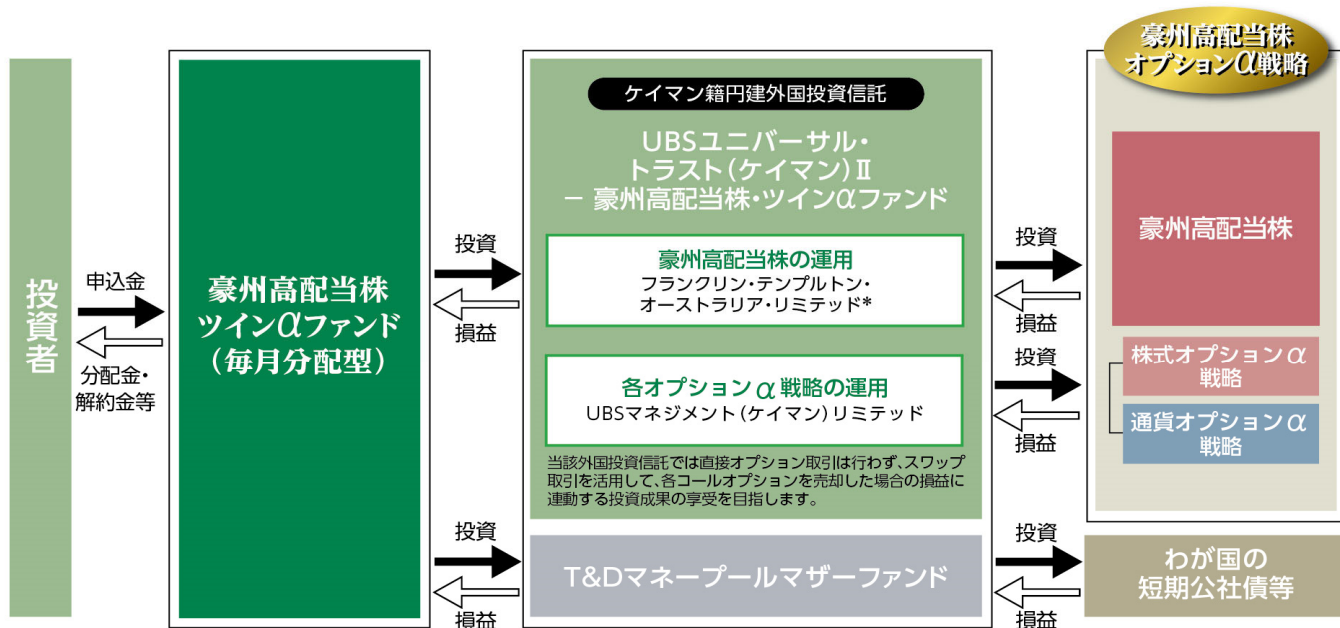 投資者
申込金
分配金・
解約金等
豪州高配当株
ツインαファンド
（毎月分配型）
投資
損益
投資
損益
ケイマン籍円建外国投資信託
UBSユニバーサル・
トラスト（ケイマン）Ⅱ
－ 豪州高配当株・ツインαファンド
豪州高配当株の運用
フランクリン・テンプルトン・
オーストラリア・リミテッド*
各オプションα戦略の運用
UBSマネジメント（ケイマン）リミテッド
当該外国投資信託では直接オプション取引は行わず、スワップ
取引を活用して、各コールオプションを売却した場合の損益に
連動する投資成果の享受を目指します。
T&Dマネープールマザーファンド
投資
損益
投資
損益
投資
損益
豪州高配当株
オプションα戦略
豪州高配当株
株式オプションα
戦略
通貨オプションα
戦略
わが国の
短期公社債等